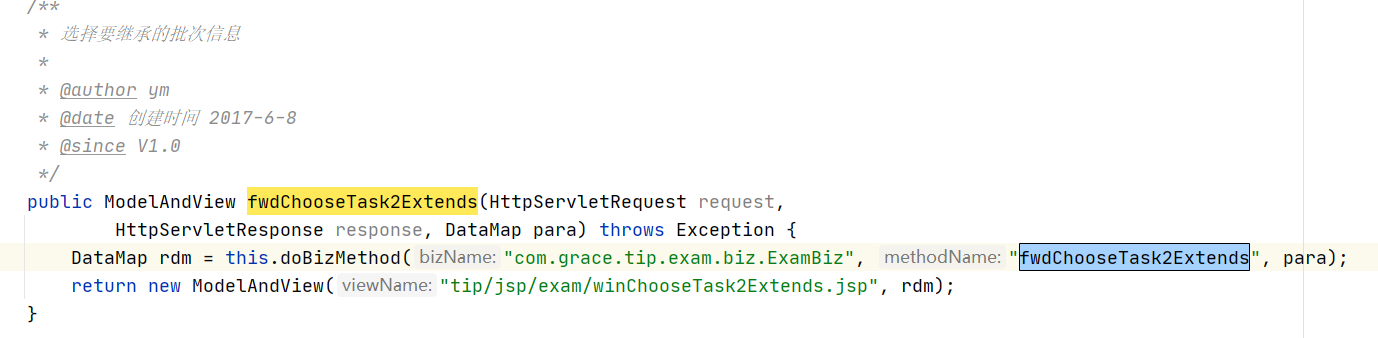 /**
 * 选择要继承的批次信息
 *
 * @author ym
 * @date 创建时间 2017-6-8
 * @since V1.0
 */
public ModelAndView fwdChooseTask2Extends(HttpServletRequest request,
        HttpServletResponse response, DataMap para) throws Exception {
    DataMap rdm = this.doBizMethod( bizName: "com.grace.tip.exam.biz.ExamBiz", methodName: "fwdChooseTask2Extends", para);
    return new ModelAndView( viewName: "tip/jsp/exam/winChooseTask2Extends.jsp", rdm);
}